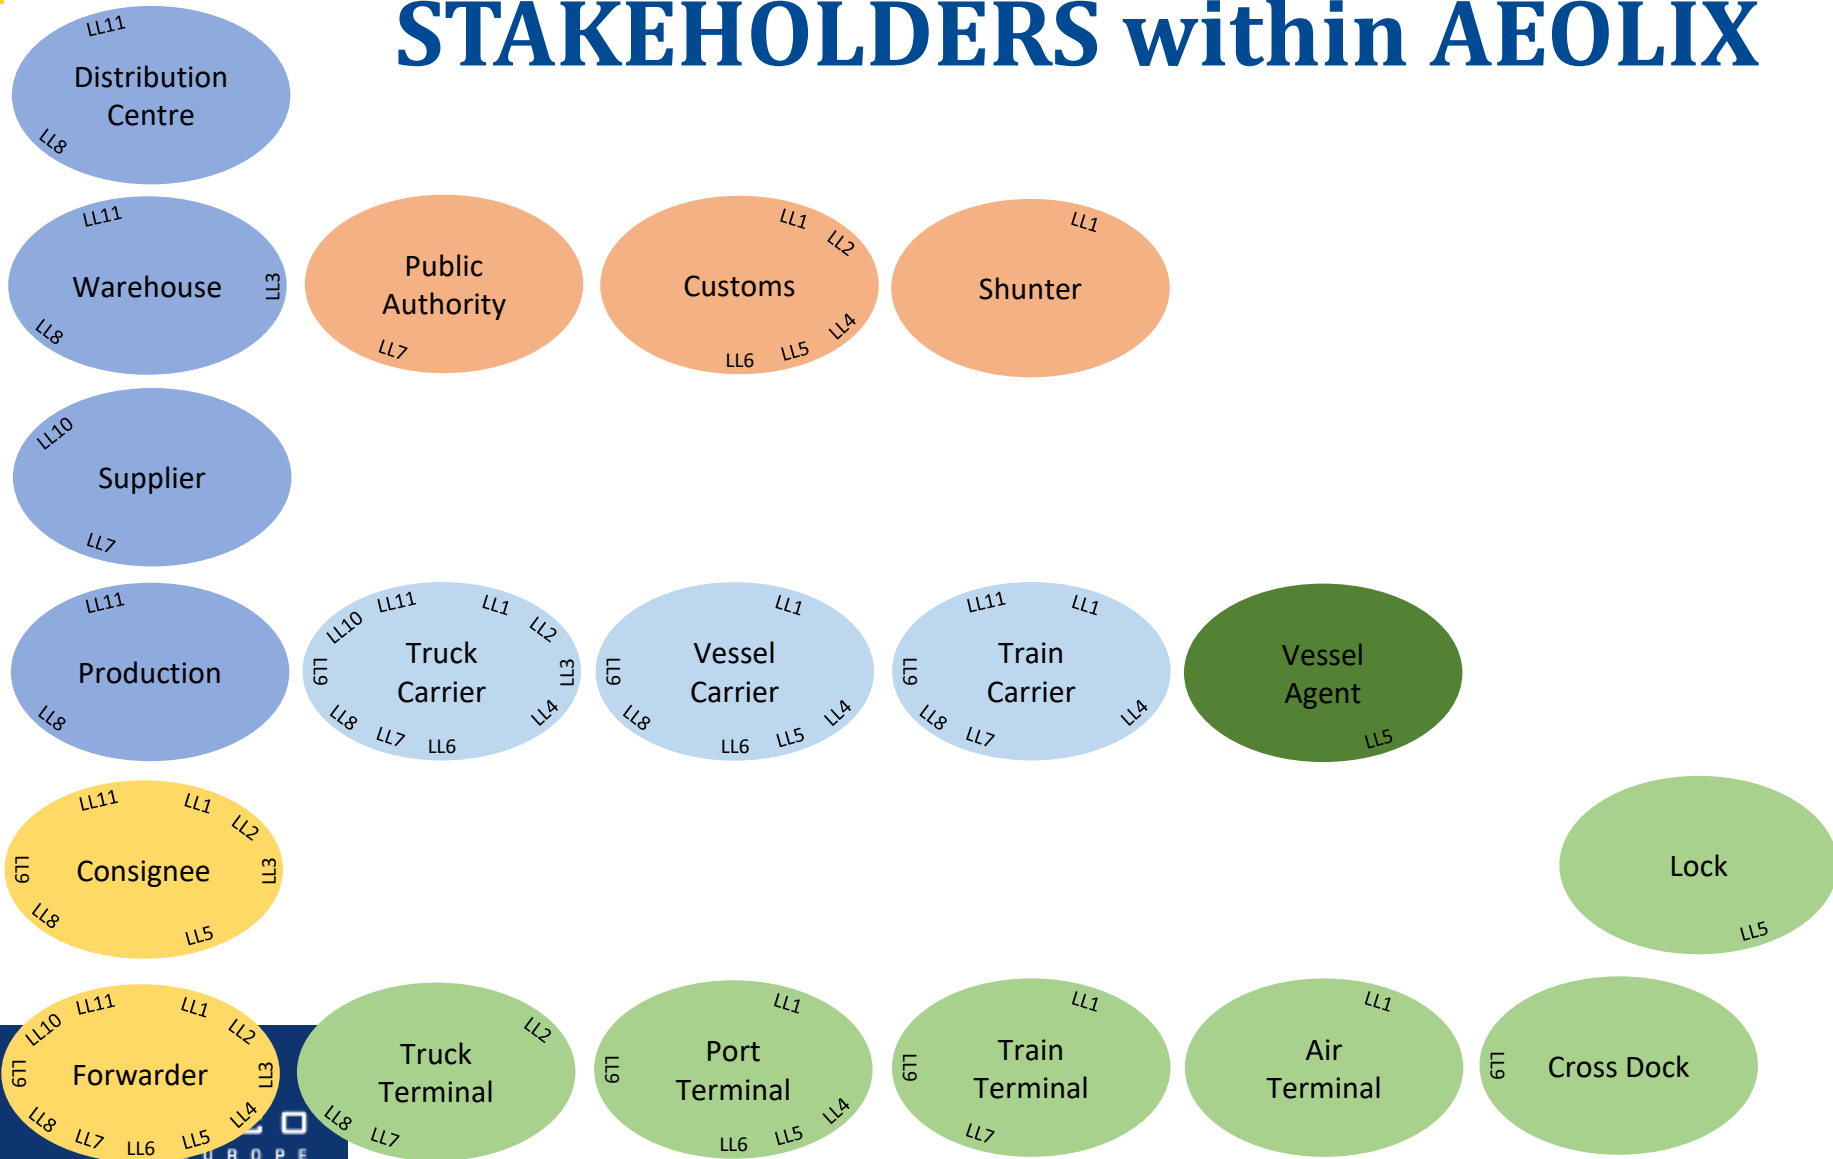 STAKEHOLDERS within AEOLIX
LL11
Distribution
Centre
LL8
LL11
Warehouse
LL3
LL8
Public
Authority
LL7
LL1
LL2
Customs
LL4
LL5
LL6
LL1
Shunter
LL10
Supplier
LL7
LL11
Production
LL8
LL11
LL1
LL10
LL2
Truck
Carrier
LL9
LL3
LL8
LL4
LL7
LL6
LL1
Vessel
Carrier
LL9
LL8
LL4
LL5
LL6
LL11
LL1
Train
Carrier
LL9
LL8
LL4
LL7
Vessel
Agent
LL5
LL11
LL1
LL2
Consignee
LL9
LL3
LL8
LL5
Lock
LL5
LL11
LL1
LL10
LL2
Forwarder
LL9
LL3
LL8
LL4
LL7
LL5
LL6
LL2
Truck
Terminal
LL8
LL7
LL1
Port
Terminal
LL9
LL4
LL5
LL6
LL1
Train
Terminal
LL9
LL7
LL1
Air
Terminal
Cross Dock
LL9